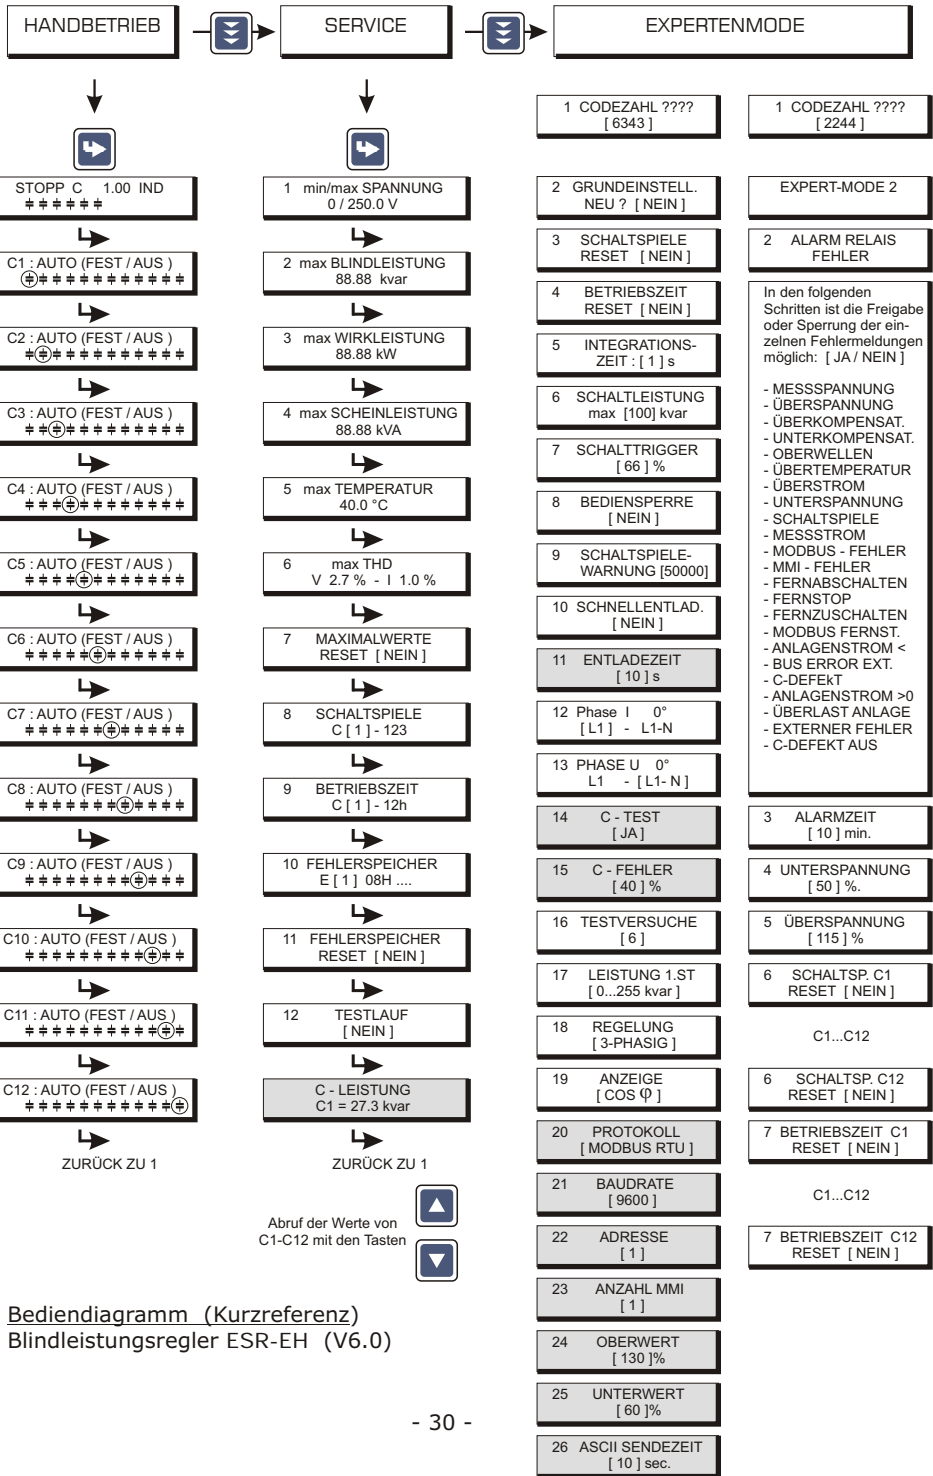 HANDBETRIEB
STOPP C 1.00 IND
C1 : AUTO (FEST / AUS )
C2 : AUTO (FEST / AUS )
C3 : AUTO (FEST / AUS )
C4 : AUTO (FEST / AUS )
C5 : AUTO (FEST / AUS )
C6 : AUTO (FEST / AUS )
C7 : AUTO (FEST / AUS )
C8 : AUTO (FEST / AUS )
C9 : AUTO (FEST / AUS )
C10 : AUTO (FEST / AUS )
C11 : AUTO (FEST / AUS )
C12 : AUTO (FEST / AUS )
ZURÜCK ZU 1
SERVICE
1 min/max SPANNUNG
0 / 250.0 V
2 max BLINDLEISTUNG
88.88 kvar
3 max WIRKLEISTUNG
88.88 kW
4 max SCHEINLEISTUNG
88.88 kVA
5 max TEMPERATUR
40.0 °C
6 max THD
V 2.7 % - I 1.0 %
7 MAXIMALWERTE
RESET [ NEIN ]
8 SCHALTSPIELE
C [ 1 ] - 123
9 BETRIEBSZEIT
C [ 1 ] - 12h
10 FEHLERSPEICHER
E [ 1 ] 08H ....
11 FEHLERSPEICHER
RESET [ NEIN ]
12 TESTLAUF
[ NEIN ]
C - LEISTUNG
C1 = 27.3 kvar
ZURÜCK ZU 1
Abruf der Werte von
C1-C12 mit den Tasten
EXPERTENMODE
1 CODEZAHL ????
[ 6343 ]
2 GRUNDEINSTELL.
NEU ? [ NEIN ]
3 SCHALTSPIELE
RESET [ NEIN ]
4 BETRIEBSZEIT
RESET [ NEIN ]
5 INTEGRATIONS-
ZEIT : [ 1 ] s
6 SCHALTLEISTUNG
max [100] kvar
7 SCHALTTRIGGER
[ 66 ] %
8 BEDIENSPERRE
[ NEIN ]
9 SCHALTSPIELE-
WARNUNG [50000]
10 SCHNELLENTLAD.
[ NEIN ]
11 ENTLADEZEIT
[ 10 ] s
12 Phase I 0°
[ L1 ] - L1-N
13 PHASE U 0°
L1 - [ L1- N ]
14 C - TEST
[ JA ]
15 C - FEHLER
[ 40 ] %
16 TESTVERSUCHE
[ 6 ]
17 LEISTUNG 1.ST
[ 0...255 kvar ]
18 REGELUNG
[ 3-PHASIG ]
19 ANZEIGE
[ COS φ ]
20 PROTOKOLL
[ MODBUS RTU ]
21 BAUDRATE
[ 9600 ]
22 ADRESSE
[ 1 ]
23 ANZAHL MMI
[ 1 ]
24 OBERWERT
[ 130 ]%
25 UNTERWERT
[ 60 ]%
26 ASCII SENDEZEIT
[ 10 ] sec.
1 CODEZAHL ????
[ 2244 ]
EXPERT-MODE 2
2 ALARM RELAIS
FEHLER
In den folgenden
Schritten ist die Freigabe
oder Sperrung der ein-
zelnen Fehlermeldungen
möglich: [ JA / NEIN ]
- MESSSPANNUNG
- ÜBERSPANNUNG
- ÜBERKOMPENSAT.
- UNTERKOMPENSAT.
- OBERWELLEN
- ÜBERTEMPERATUR
- ÜBERSTROM
- UNTERSPANNUNG
- SCHALTSPIELE
- MESSSTROM
- MODBUS - FEHLER
- MMI - FEHLER
- FERNABSCHALTEN
- FERNSTOP
- FERNZUSCHALTEN
- MODBUS FERNST.
- ANLAGENSTROM <
- BUS ERROR EXT.
- C-DEFEkT
- ANLAGENSTROM >0
- ÜBERLAST ANLAGE
- EXTERNER FEHLER
- C-DEFEKT AUS
3 ALARMZEIT
[ 10 ] min.
4 UNTERSPANNUNG
[ 50 ] %.
5 ÜBERSPANNUNG
[ 115 ] %
6 SCHALTSP. C1
RESET [ NEIN ]
C1...C12
6 SCHALTSP. C12
RESET [ NEIN ]
7 BETRIEBSZEIT C1
RESET [ NEIN ]
C1...C12
7 BETRIEBSZEIT C12
RESET [ NEIN ]
Bediendiagramm (Kurzreferenz)
Blindleistungsregler ESR-EH (V6.0)
- 30 -